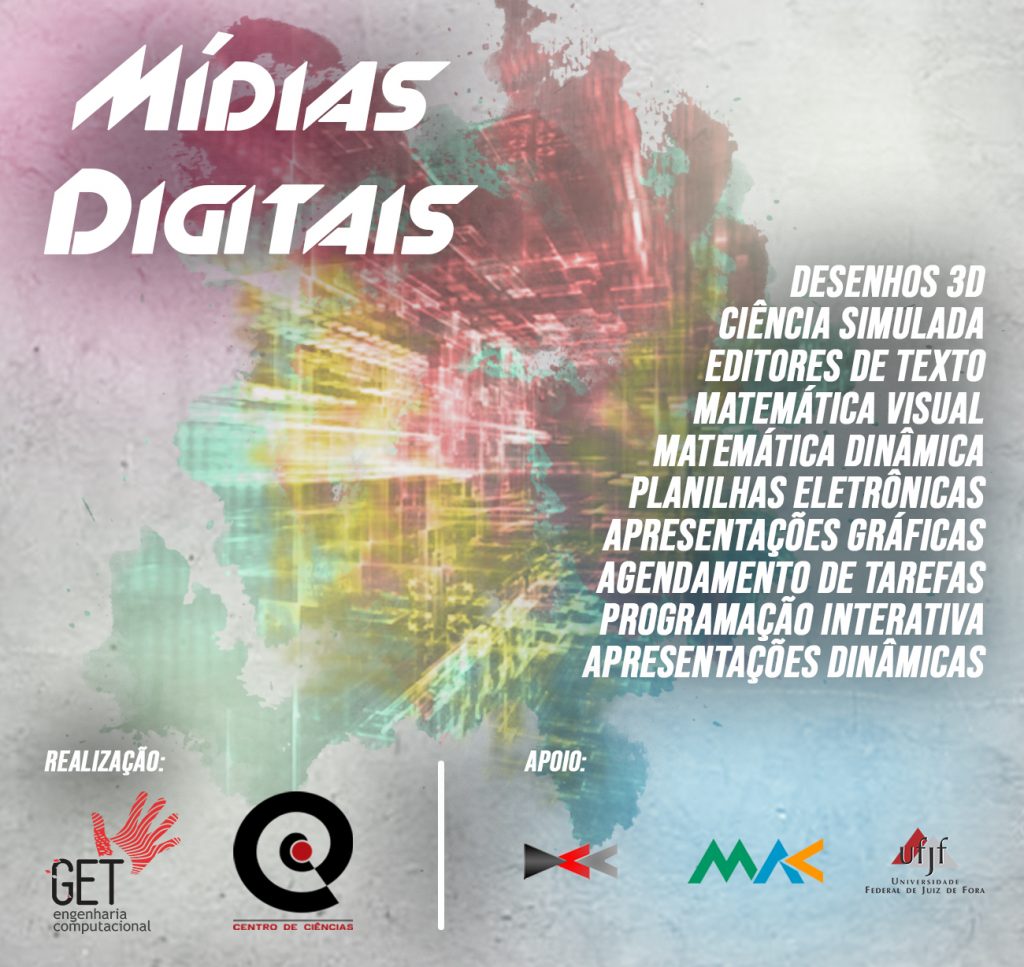 MÍDIAS
DIGITAIS
DESENHOS 3D
CIÊNCIA SIMULADA
EDITORES DE TEXTO
MATEMÁTICA VISUAL
MATEMÁTICA DINÂMICA
PLANILHAS ELETRÔNICAS
APRESENTAÇÕES GRÁFICAS
AGENDAMENTO DE TAREFAS
PROGRAMAÇÃO INTERATIVA
APRESENTAÇÕES DINÂMICAS
REALIZAÇÃO:
GET
engenharia
computacional
CENTRO DE CIÊNCIAS
APOIO:
MAC
ufjf
UNIVERSIDADE
FEDERAL DE JUIZ DE FORA